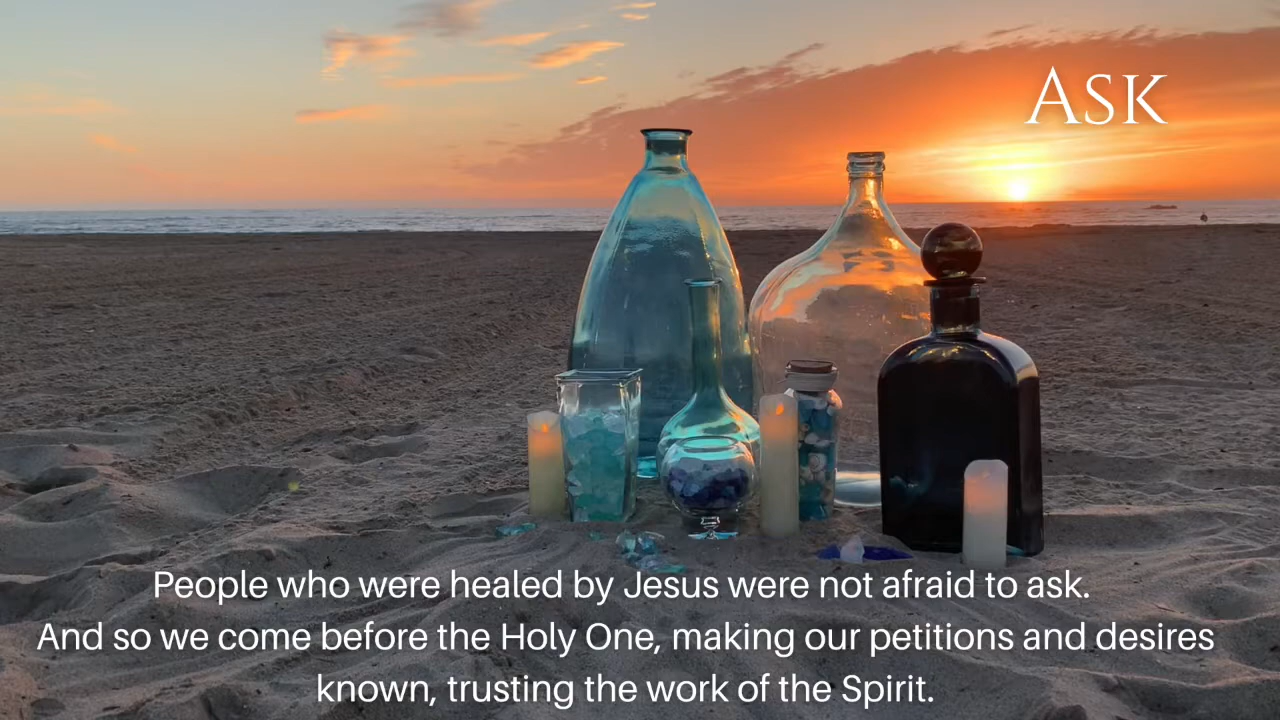 Ask
People who were healed by Jesus were not afraid to ask.
And so we come before the Holy One, making our petitions and desires
known, trusting the work of the Spirit.